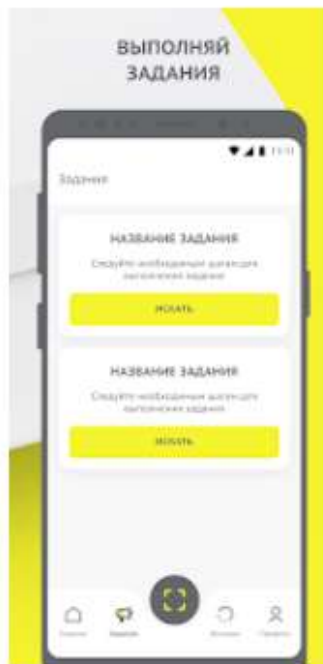 ВЫПОЛНЯЙ
ЗАДАНИЯ
Задания
НАЗВАНИЕ ЗАДАНИЯ
Следуйте необходимым шагам для
выполнения задания
ИСКАТЬ
НАЗВАНИЕ ЗАДАНИЯ
Следуйте необходимым шагам для
выполнения задания
ИСКАТЬ
Задания